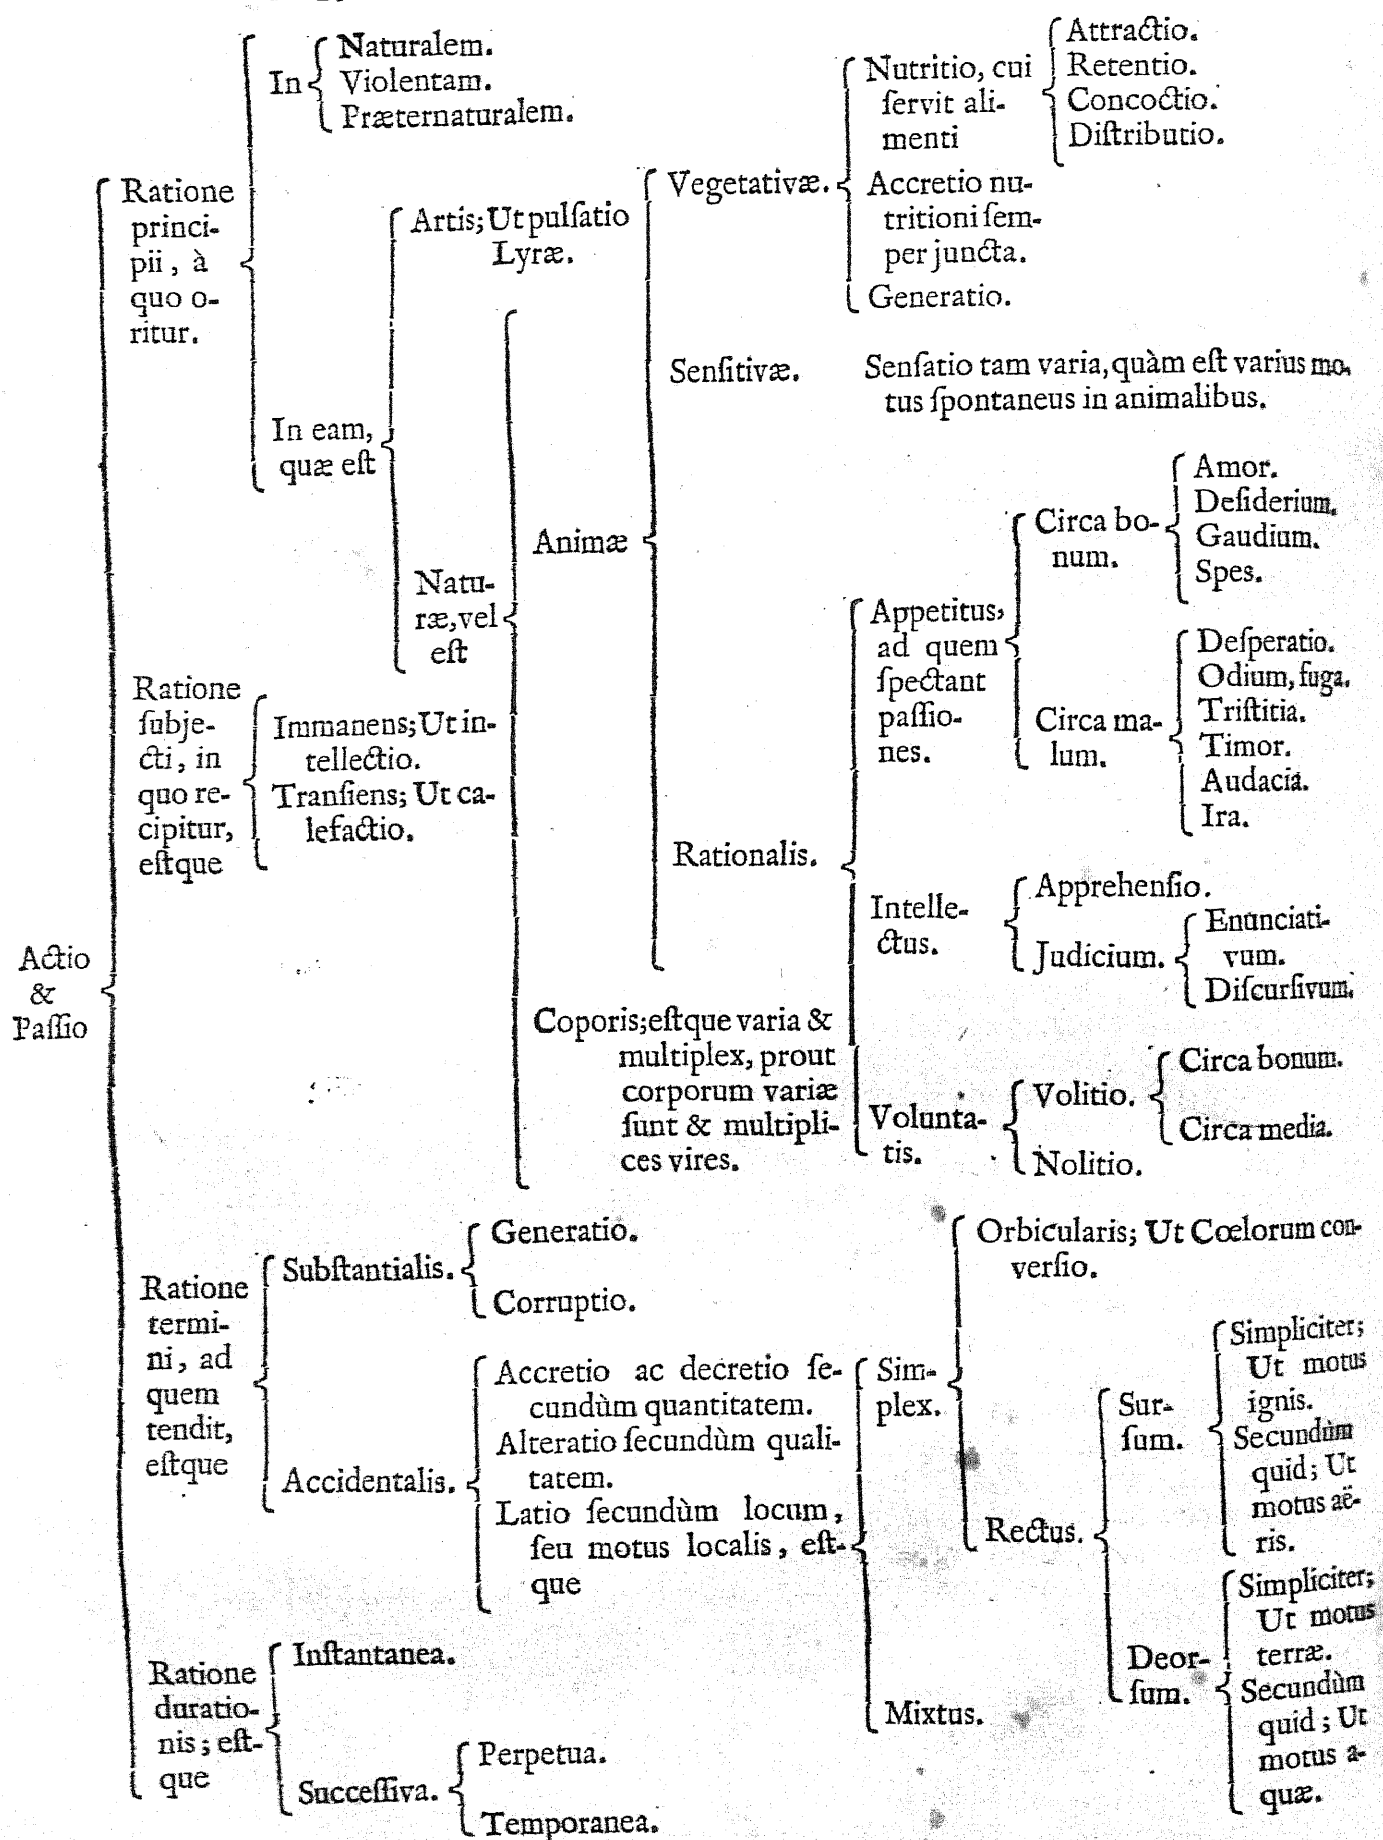 Actio
&
Paſſio
Ratione
princi-
pii, à
quo o-
ritur.
In
Naturalem.
Violentam.
Præternaturalem.
In eam,
quæ eſt
Artis; Ut pulſatio
Lyræ.
Natu-
ræ, vel
eſt
Animæ
Vegetativæ.
Nutritio, cui
ſervit ali-
menti
Attractio.
Retentio.
Concoctio.
Diſtributio.
Accretio nu-
tritioni ſem-
per juncta.
Generatio.
Senſitivæ.
Senſatio tam varia, quàm eſt varius mo-
tus ſpontaneus in animalibus.
Rationalis.
Appetitus,
ad quem
ſpectant
paſſio-
nes.
Circa bo-
num.
Amor.
Deſiderium.
Gaudium.
Spes.
Circa ma-
lum.
Deſperatio.
Odium, fuga.
Triſtitia.
Timor.
Audacia.
Ira.
Intelle-
ctus.
Apprehenſio.
Judicium.
Enunciati-
vum.
Diſcurſivum.
Volunta-
tis.
Volitio.
Circa bonum.
Circa media.
Nolitio.
Coporis; eſtque varia &
multiplex, prout
corporum variæ
ſunt & multipli-
ces vires.
Ratione
ſubje-
cti, in
quo re-
cipitur,
eſtque
Immanens; Ut in-
tellectio.
Tranſiens; Ut ca-
lefactio.
Ratione
termi-
ni, ad
quem
tendit,
eſtque
Subſtantialis.
Generatio.
Corruptio.
Accidentalis.
Accretio ac decretio ſe-
cundùm quantitatem.
Alteratio ſecundùm quali-
tatem.
Latio ſecundùm locum,
ſeu motus localis, eſt-
que
Sim-
plex.
Orbicularis; Ut Cœlorum con-
verſio.
Rectus.
Sur-
ſum.
Simpliciter;
Ut motus
ignis.
Secundùm
quid; Ut
motus aë-
ris.
Deor-
ſum.
Simpliciter;
Ut motus
terræ.
Secundùm
quid; Ut
motus a-
quæ.
Mixtus.
Ratione
duratio-
nis; eſt-
que
Inſtantanea.
Succeſſiva.
Perpetua.
Temporanea.